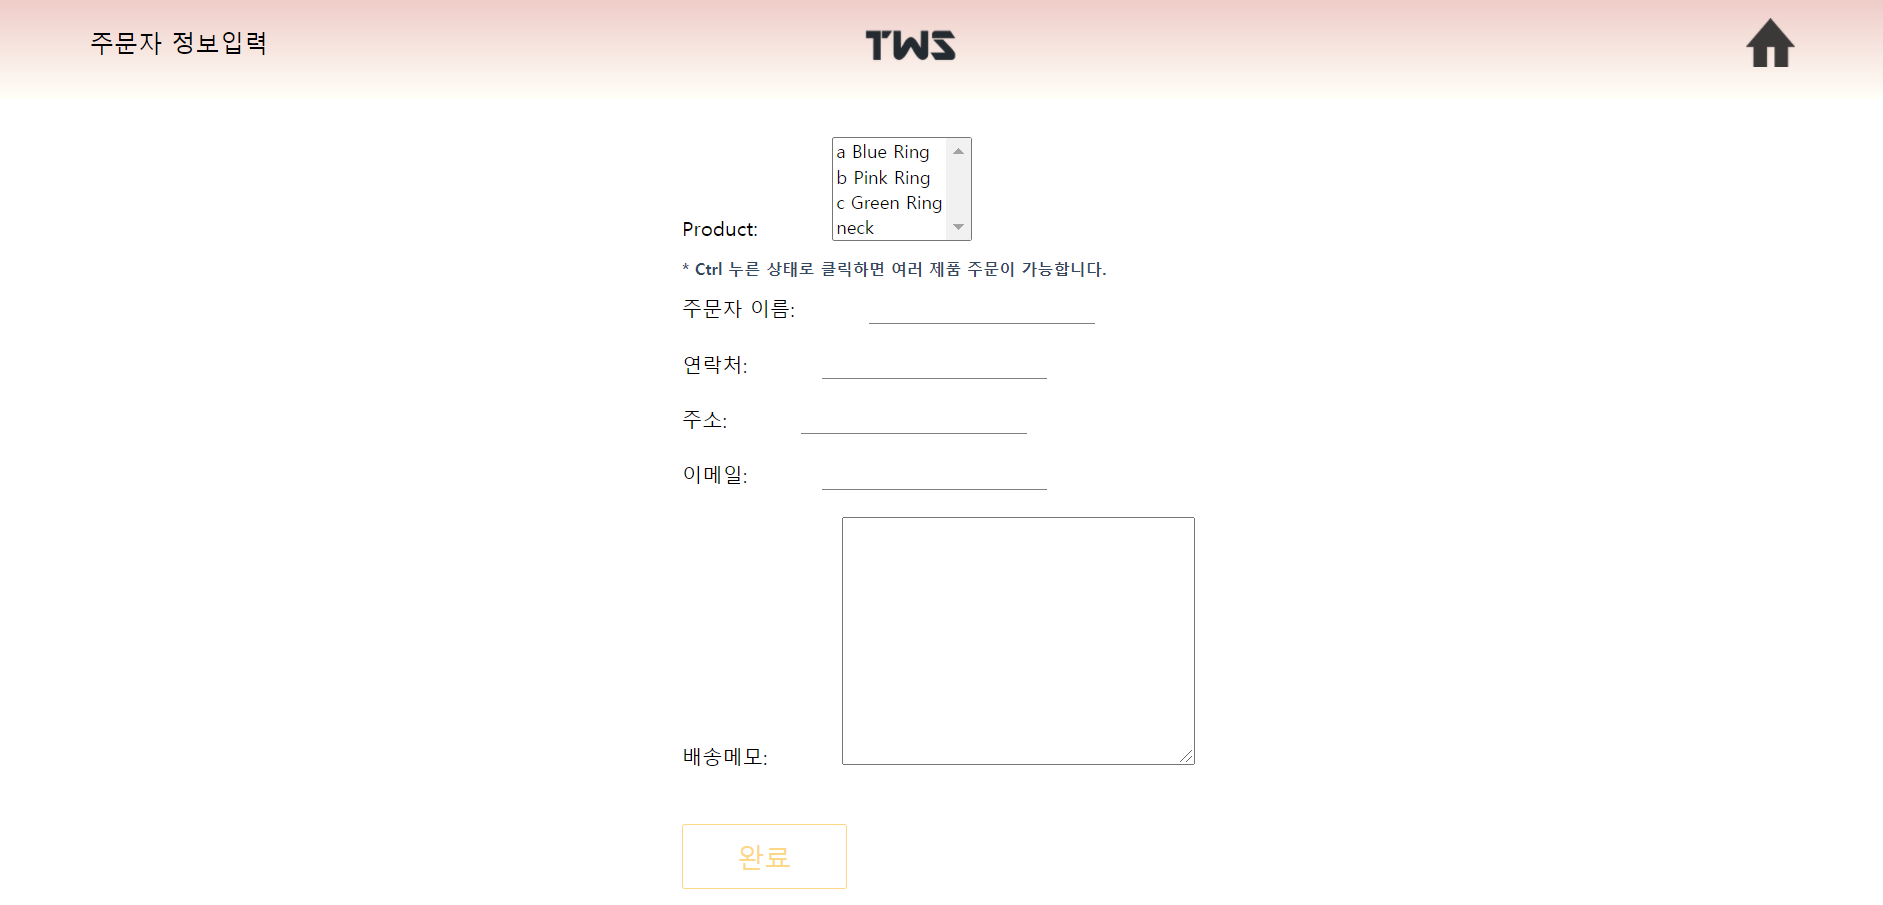 주문자 정보입력
TWS
a Blue Ring
b Pink Ring
c Green Ring
neck
Product:
* Ctrl 누른 상태로 클릭하면 여러 제품 주문이 가능합니다.
주문자 이름:
연락처:
주소:
이메일:
배송메모:
완료